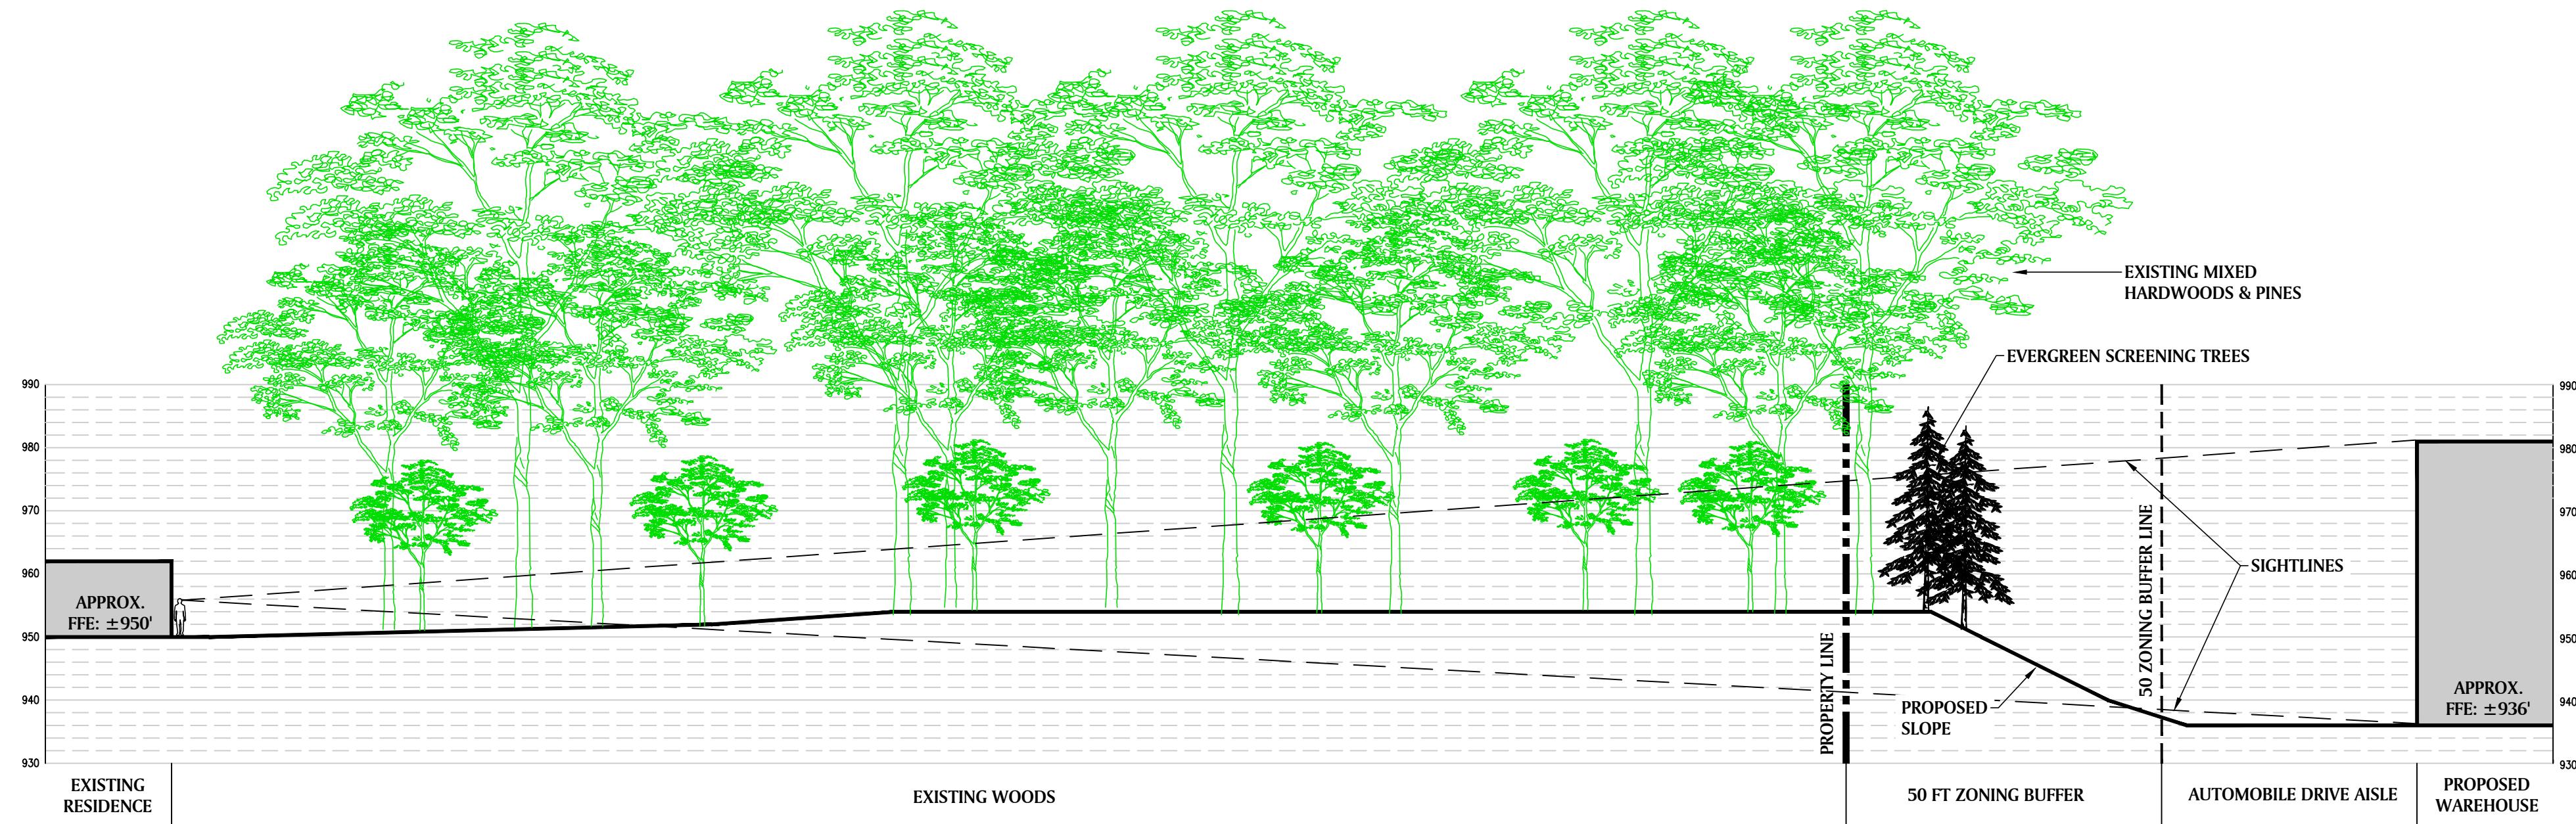 EXISTING MIXED
HARDWOODS & PINES
EVERGREEN SCREENING TREES
990
980
970
960
950
940
930
990
980
970
960
950
940
930
APPROX.
FFE: ±950'
PROPERTY LINE
50 ZONING BUFFER LINE
SIGHTLINES
PROPOSED
SLOPE
APPROX.
FFE: ±936'
EXISTING
RESIDENCE
EXISTING WOODS
50 FT ZONING BUFFER
AUTOMOBILE DRIVE AISLE
PROPOSED
WAREHOUSE